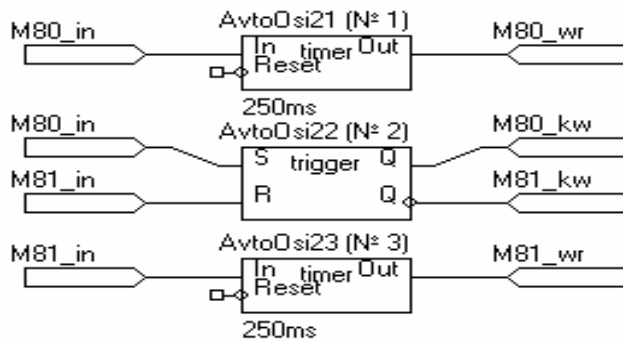 M80_in AvtoOsi21 (№ 1) M80_wr
In timer Out
Reset
250ms
M80_in AvtoOsi22 (№ 2) M80_kw
S trigger Q
M81_in R Q M81_kw
AvtoOsi23 (№ 3)
M81_in In timer Out M81_wr
Reset
250ms